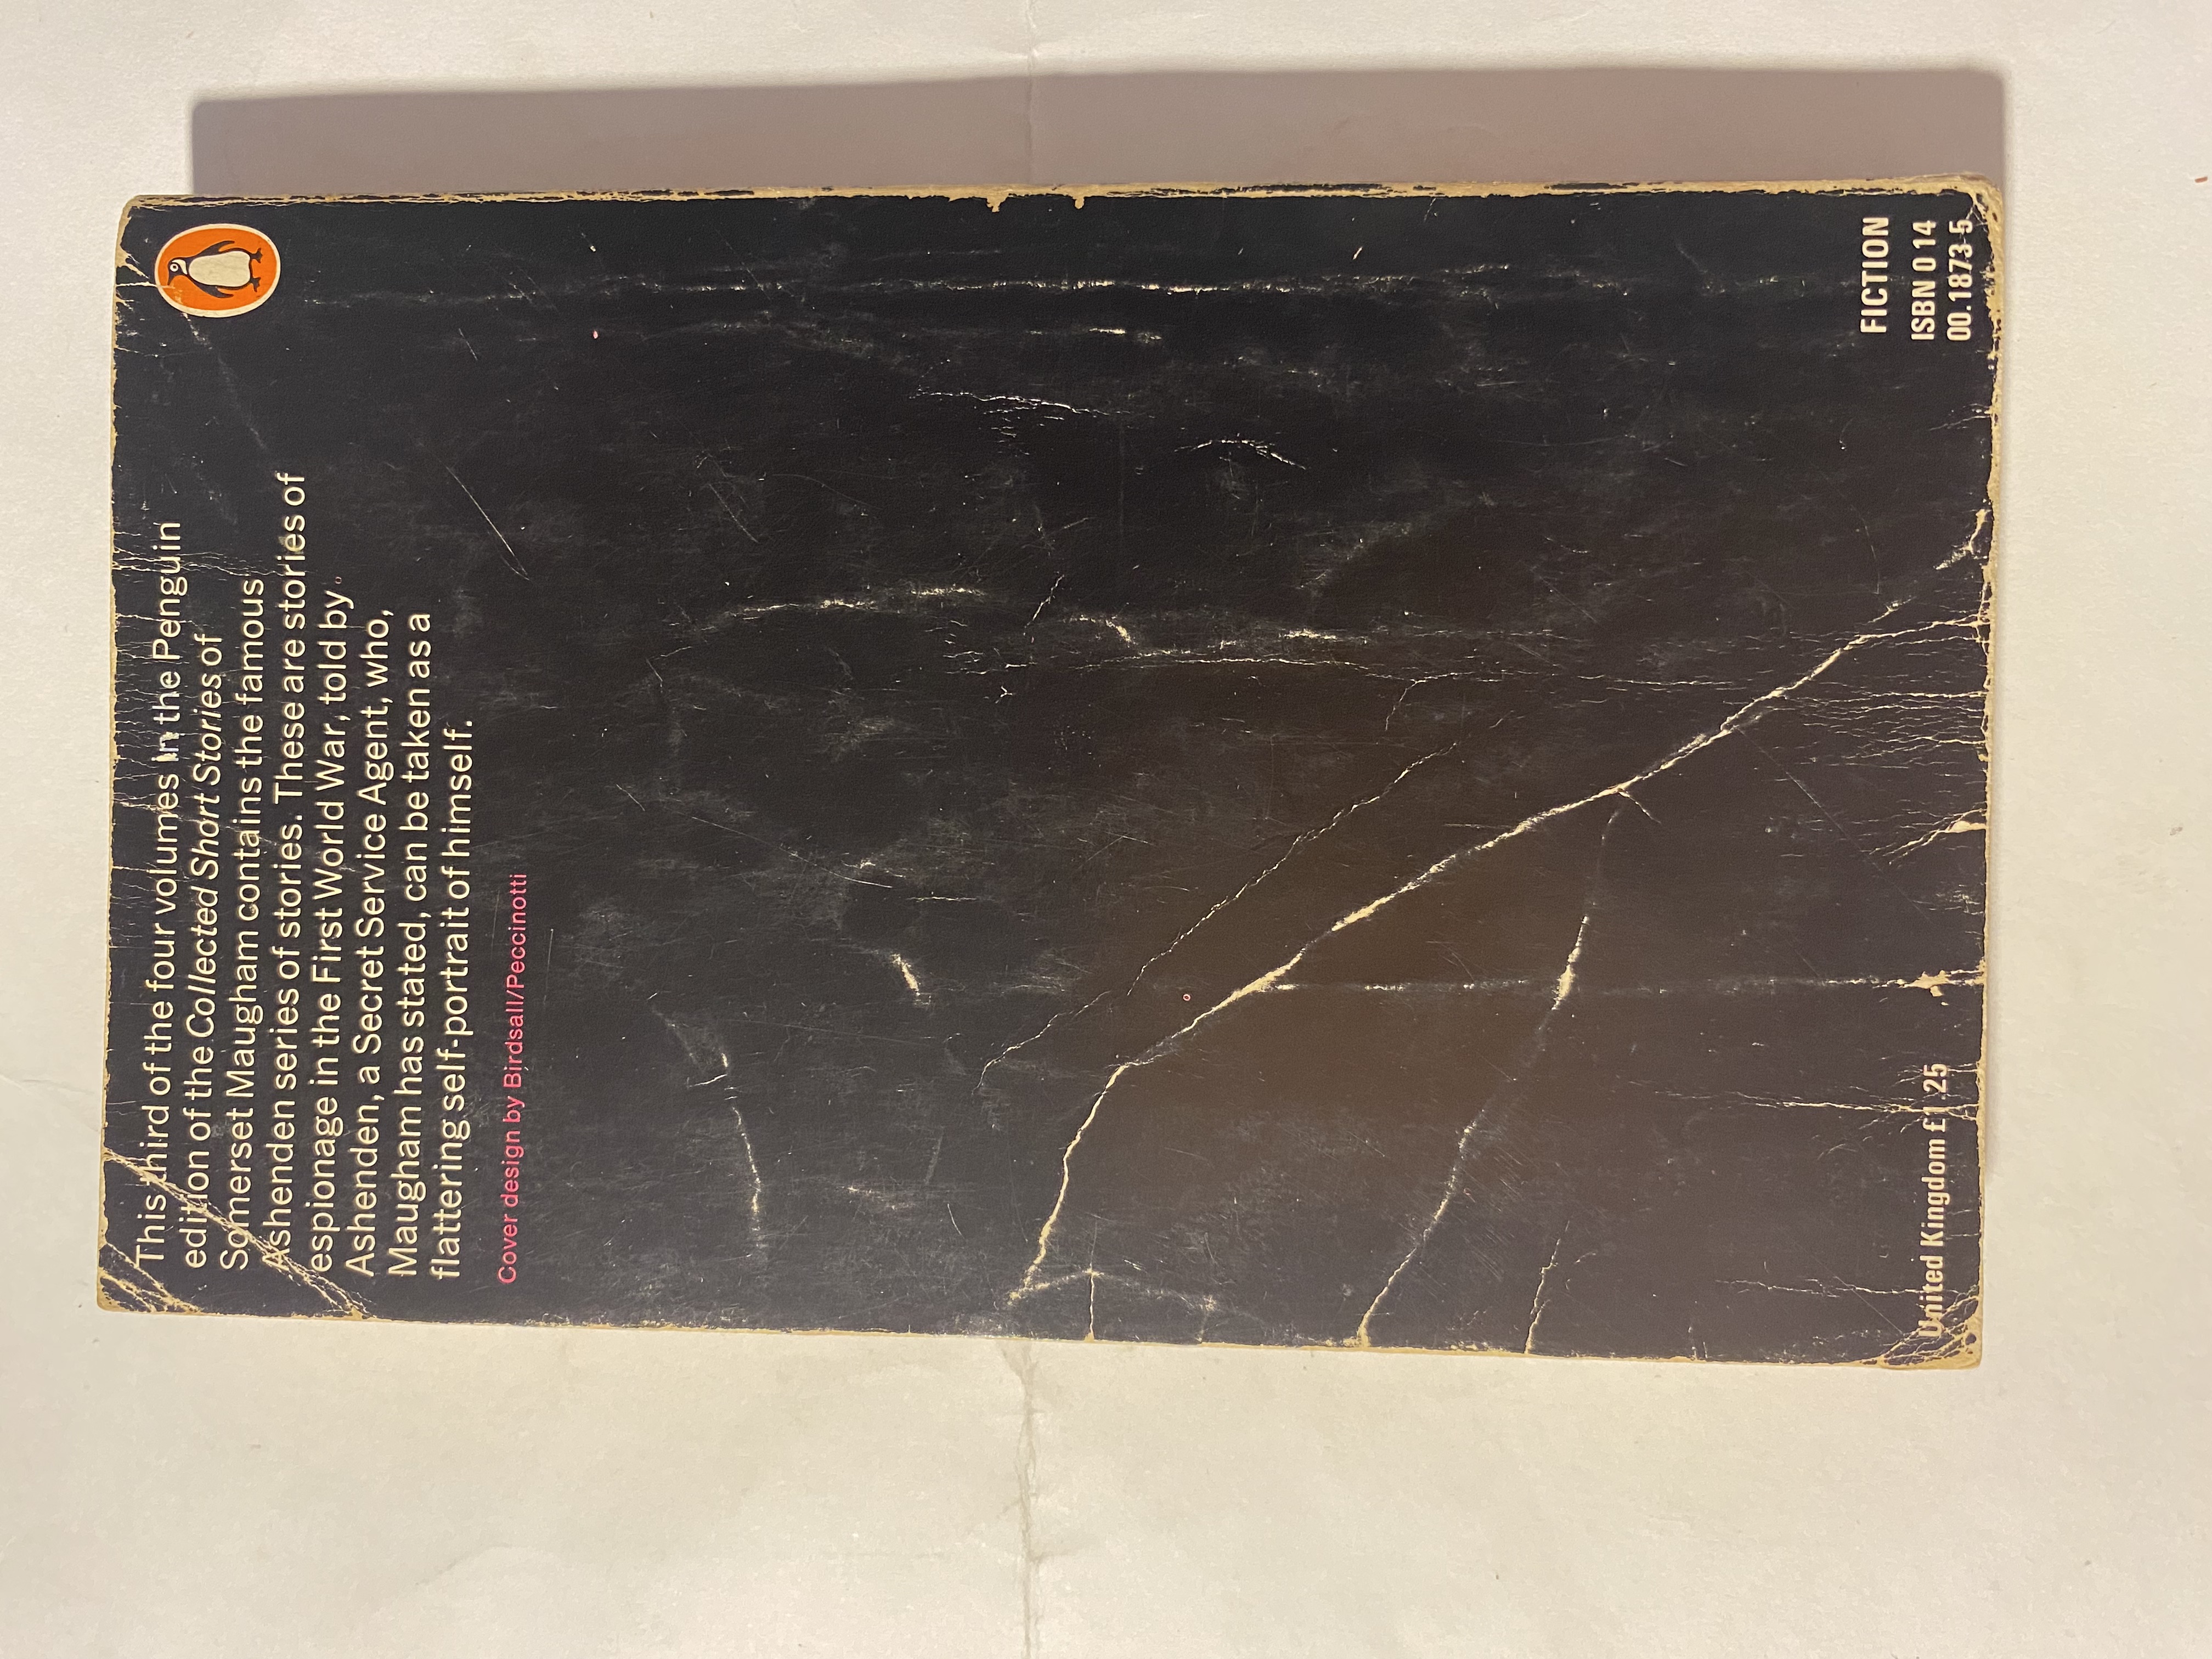 This third of the four volumes in the Penguin
edition of the Collected Short Stories of
Somerset Maugham contains the famous
Ashenden series of stories. These are stories of
espionage in the First World War, told by
Ashenden, a Secret Service Agent, who,
Maugham has stated, can be taken as a
flattering self-portrait of himself.
Cover design by Birdsall/Peccinotti
United Kingdom £1.25
FICTION
ISBN 0 14
00.1873 5